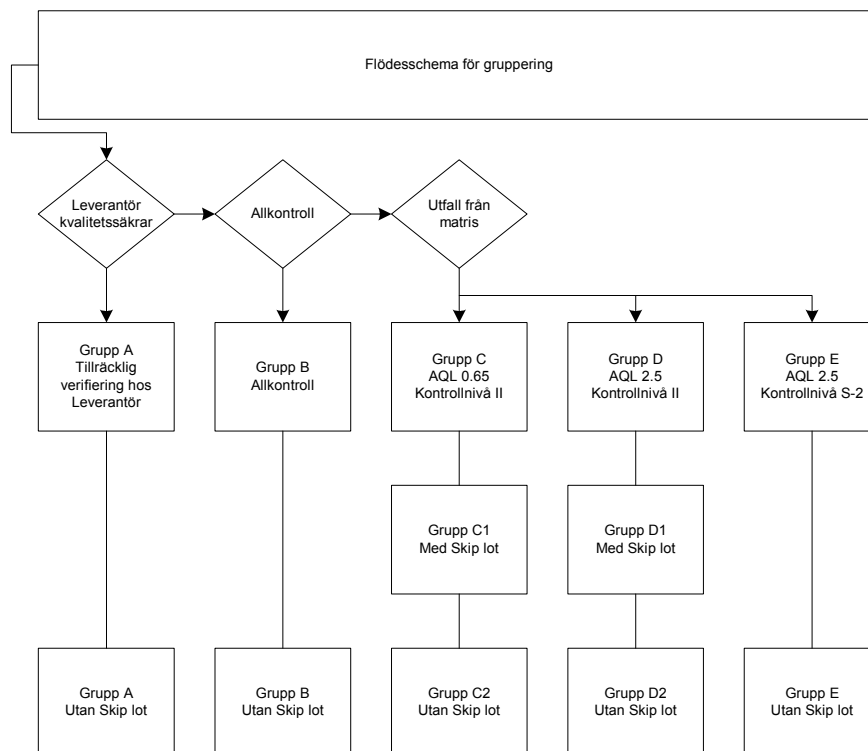 Flödesschema för gruppering
Leverantör
kvalitetssäkrar
Allkontroll
Utfall från
matris
Grupp A
Tillräcklig
verifiering hos
Leverantör
Grupp B
Allkontroll
Grupp C
AQL 0.65
Kontrollnivå II
Grupp D
AQL 2.5
Kontrollnivå II
Grupp E
AQL 2.5
Kontrollnivå S-2
Grupp C1
Med Skip lot
Grupp D1
Med Skip lot
Grupp A
Utan Skip lot
Grupp B
Utan Skip lot
Grupp C2
Utan Skip lot
Grupp D2
Utan Skip lot
Grupp E
Utan Skip lot